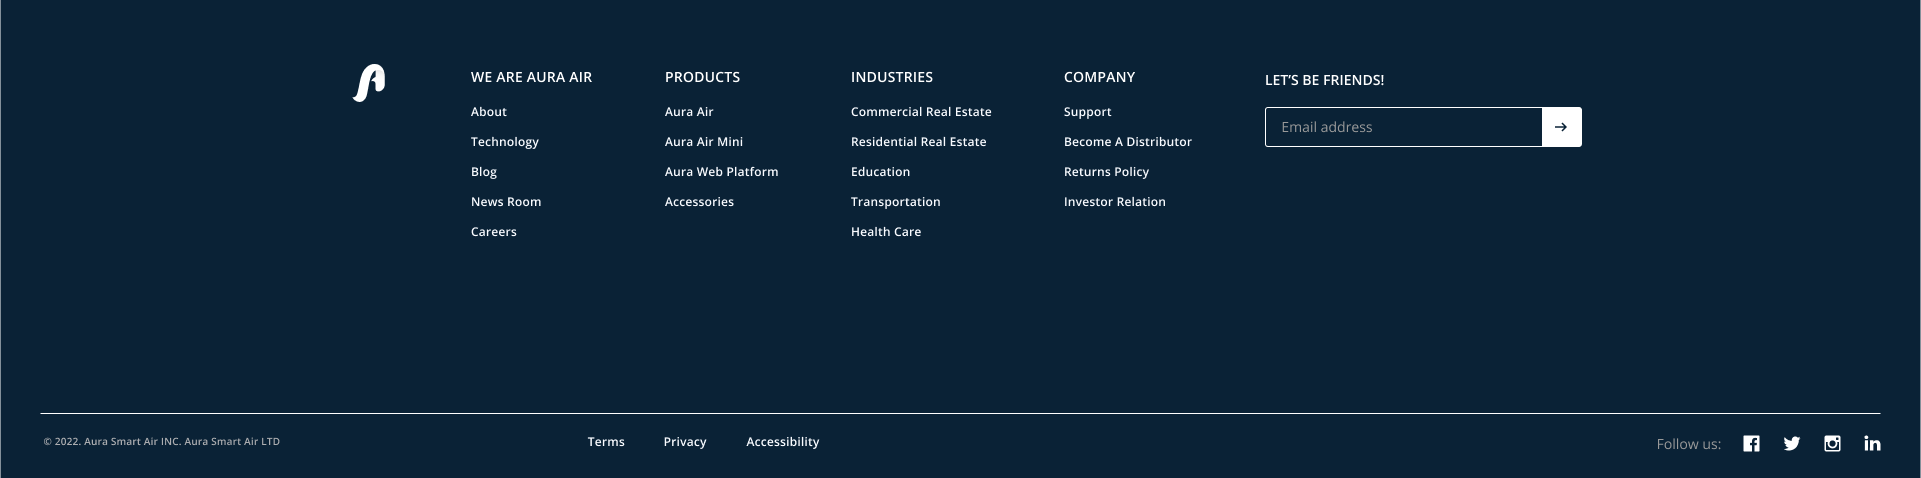 WE ARE AURA AIR
About
Technology
Blog
News Room
Careers
PRODUCTS
Aura Air
Aura Air Mini
Aura Web Platform
Accessories
INDUSTRIES
Commercial Real Estate
Residential Real Estate
Education
Transportation
Health Care
COMPANY
Support
Become A Distributor
Returns Policy
Investor Relation
LET’S BE FRIENDS!
Email address
© 2022. Aura Smart Air INC. Aura Smart Air LTD
Terms
Privacy
Accessibility
Follow us: